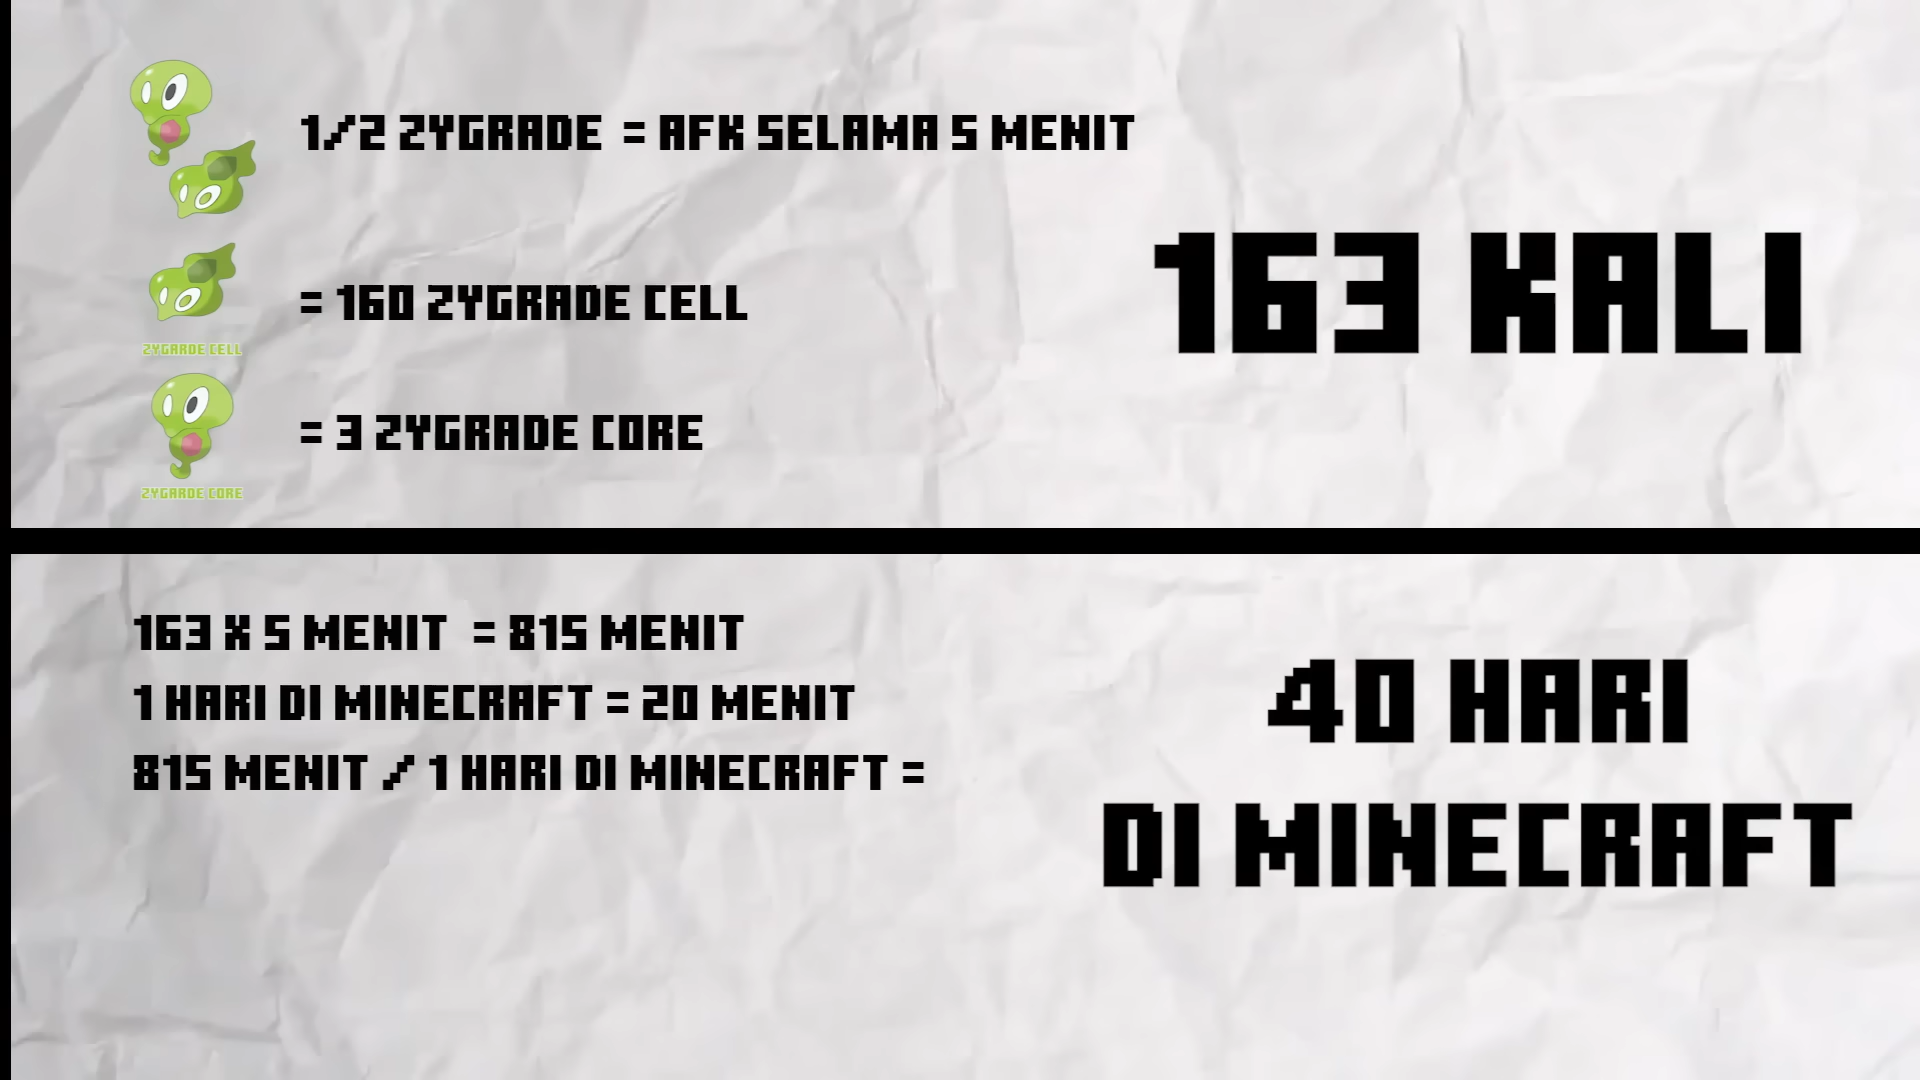 1/2 ZYGRADE = AFK SELAMA 5 MENIT
= 160 ZYGRADE CELL
ZYGARDE CELL
= 3 ZYGRADE CORE
ZYGARDE CORE
163 KALI
163 X 5 MENIT = 815 MENIT
1 HARI DI MINECRAFT = 20 MENIT
815 MENIT / 1 HARI DI MINECRAFT =
40 HARI
DI MINECRAFT